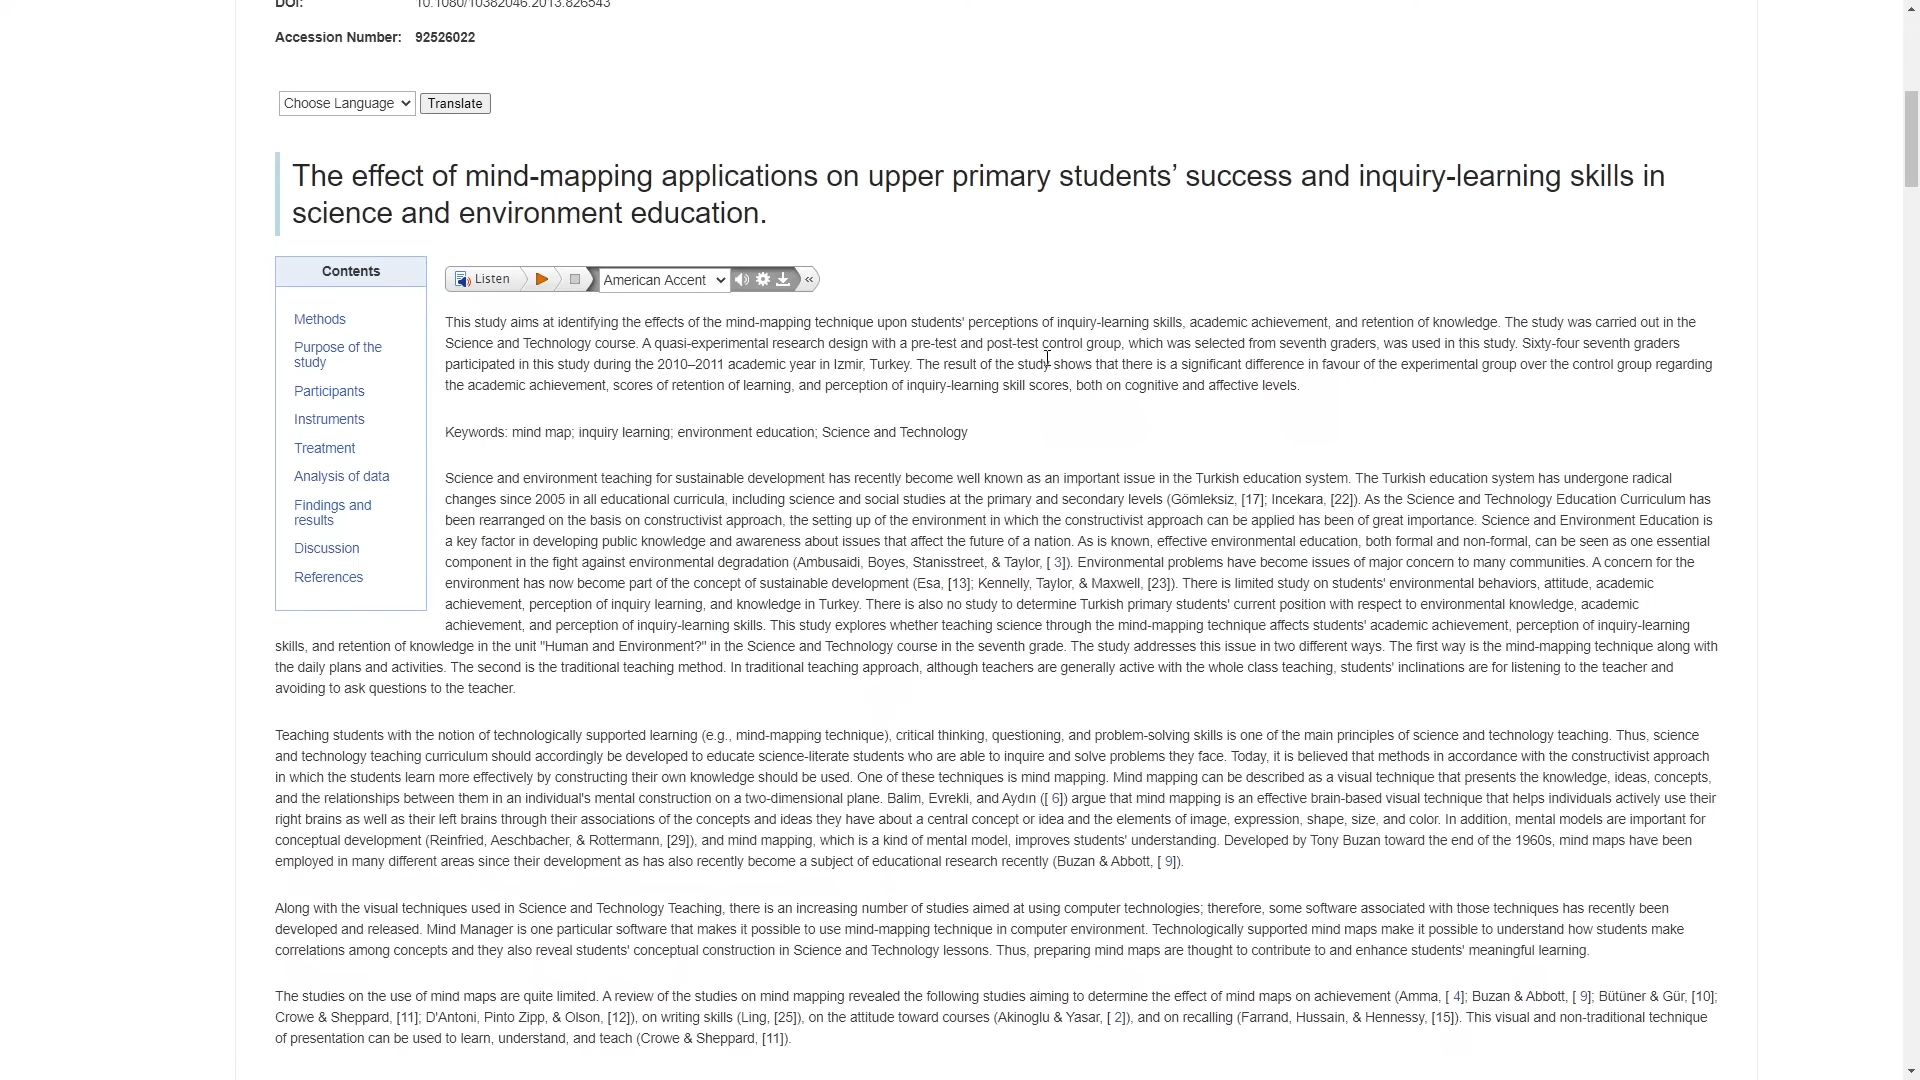 DOI: 10.1080/10382046.2013.826543
Accession Number: 92526022
Choose Language Translate
The effect of mind-mapping applications on upper primary students’ success and inquiry-learning skills in
science and environment education.
Contents
Methods
Purpose of the
study
Participants
Instruments
Treatment
Analysis of data
Findings and
results
Discussion
References
Listen American Accent «
This study aims at identifying the effects of the mind-mapping technique upon students' perceptions of inquiry-learning skills, academic achievement, and retention of knowledge. The study was carried out in the
Science and Technology course. A quasi-experimental research design with a pre-test and post-test control group, which was selected from seventh graders, was used in this study. Sixty-four seventh graders
participated in this study during the 2010–2011 academic year in Izmir, Turkey. The result of the study shows that there is a significant difference in favour of the experimental group over the control group regarding
the academic achievement, scores of retention of learning, and perception of inquiry-learning skill scores, both on cognitive and affective levels.
Keywords: mind map; inquiry learning; environment education; Science and Technology
Science and environment teaching for sustainable development has recently become well known as an important issue in the Turkish education system. The Turkish education system has undergone radical
changes since 2005 in all educational curricula, including science and social studies at the primary and secondary levels (Gömleksiz, [17]; Incekara, [22]). As the Science and Technology Education Curriculum has
been rearranged on the basis on constructivist approach, the setting up of the environment in which the constructivist approach can be applied has been of great importance. Science and Environment Education is
a key factor in developing public knowledge and awareness about issues that affect the future of a nation. As is known, effective environmental education, both formal and non-formal, can be seen as one essential
component in the fight against environmental degradation (Ambusaidi, Boyes, Stanisstreet, & Taylor, [ 3]). Environmental problems have become issues of major concern to many communities. A concern for the
environment has now become part of the concept of sustainable development (Esa, [13]; Kennelly, Taylor, & Maxwell, [23]). There is limited study on students' environmental behaviors, attitude, academic
achievement, perception of inquiry learning, and knowledge in Turkey. There is also no study to determine Turkish primary students' current position with respect to environmental knowledge, academic
achievement, and perception of inquiry-learning skills. This study explores whether teaching science through the mind-mapping technique affects students' academic achievement, perception of inquiry-learning
skills, and retention of knowledge in the unit "Human and Environment?" in the Science and Technology course in the seventh grade. The study addresses this issue in two different ways. The first way is the mind-mapping technique along with
the daily plans and activities. The second is the traditional teaching method. In traditional teaching approach, although teachers are generally active with the whole class teaching, students' inclinations are for listening to the teacher and
avoiding to ask questions to the teacher.
Teaching students with the notion of technologically supported learning (e.g., mind-mapping technique), critical thinking, questioning, and problem-solving skills is one of the main principles of science and technology teaching. Thus, science
and technology teaching curriculum should accordingly be developed to educate science-literate students who are able to inquire and solve problems they face. Today, it is believed that methods in accordance with the constructivist approach
in which the students learn more effectively by constructing their own knowledge should be used. One of these techniques is mind mapping. Mind mapping can be described as a visual technique that presents the knowledge, ideas, concepts,
and the relationships between them in an individual's mental construction on a two-dimensional plane. Balim, Evrekli, and Aydın ([ 6]) argue that mind mapping is an effective brain-based visual technique that helps individuals actively use their
right brains as well as their left brains through their associations of the concepts and ideas they have about a central concept or idea and the elements of image, expression, shape, size, and color. In addition, mental models are important for
conceptual development (Reinfried, Aeschbacher, & Rottermann, [29]), and mind mapping, which is a kind of mental model, improves students' understanding. Developed by Tony Buzan toward the end of the 1960s, mind maps have been
employed in many different areas since their development as has also recently become a subject of educational research recently (Buzan & Abbott, [ 9]).
Along with the visual techniques used in Science and Technology Teaching, there is an increasing number of studies aimed at using computer technologies; therefore, some software associated with those techniques has recently been
developed and released. Mind Manager is one particular software that makes it possible to use mind-mapping technique in computer environment. Technologically supported mind maps make it possible to understand how students make
correlations among concepts and they also reveal students' conceptual construction in Science and Technology lessons. Thus, preparing mind maps are thought to contribute to and enhance students' meaningful learning.
The studies on the use of mind maps are quite limited. A review of the studies on mind mapping revealed the following studies aiming to determine the effect of mind maps on achievement (Amma, [ 4]; Buzan & Abbott, [ 9]; Bütüner & Gür, [10];
Crowe & Sheppard, [11]; D'Antoni, Pinto Zipp, & Olson, [12]), on writing skills (Ling, [25]), on the attitude toward courses (Akinoglu & Yasar, [ 2]), and on recalling (Farrand, Hussain, & Hennessy, [15]). This visual and non-traditional technique
of presentation can be used to learn, understand, and teach (Crowe & Sheppard, [11]).